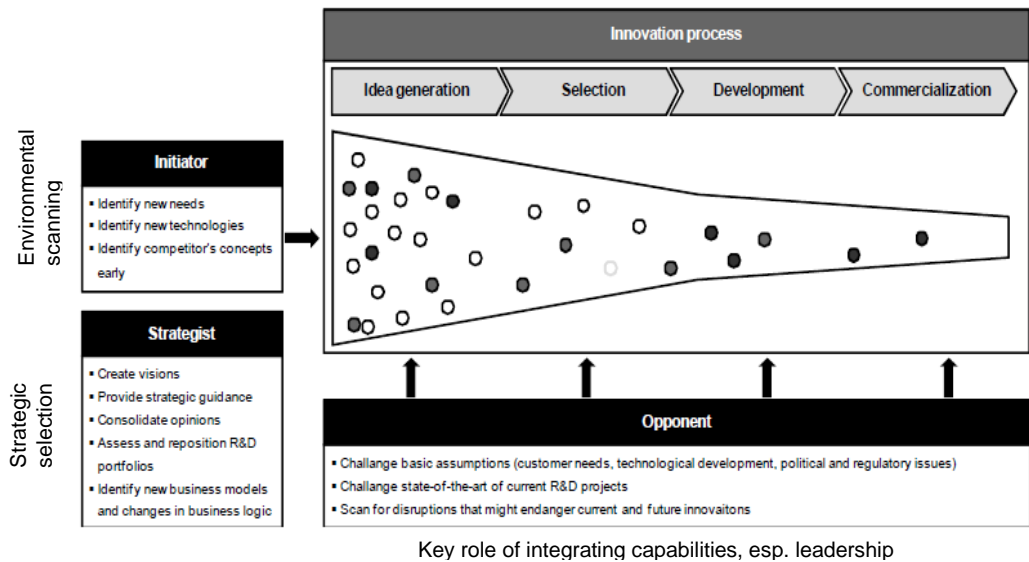 Innovation process
Idea generation
Selection
Development
Commercialization
Environmental
scanning
Initiator
▪ Identify new needs
▪ Identify new technologies
▪ Identify competitor's concepts
early
Strategic
selection
Strategist
▪ Create visions
▪ Provide strategic guidance
▪ Consolidate opinions
▪ Assess and reposition R&D
portfolios
▪ Identify new business models
and changes in business logic
Opponent
▪ Challange basic assumptions (customer needs, technological development, political and regulatory issues)
▪ Challange state-of-the-art of current R&D projects
▪ Scan for disruptions that might endanger current and future innovaitons
Key role of integrating capabilities, esp. leadership